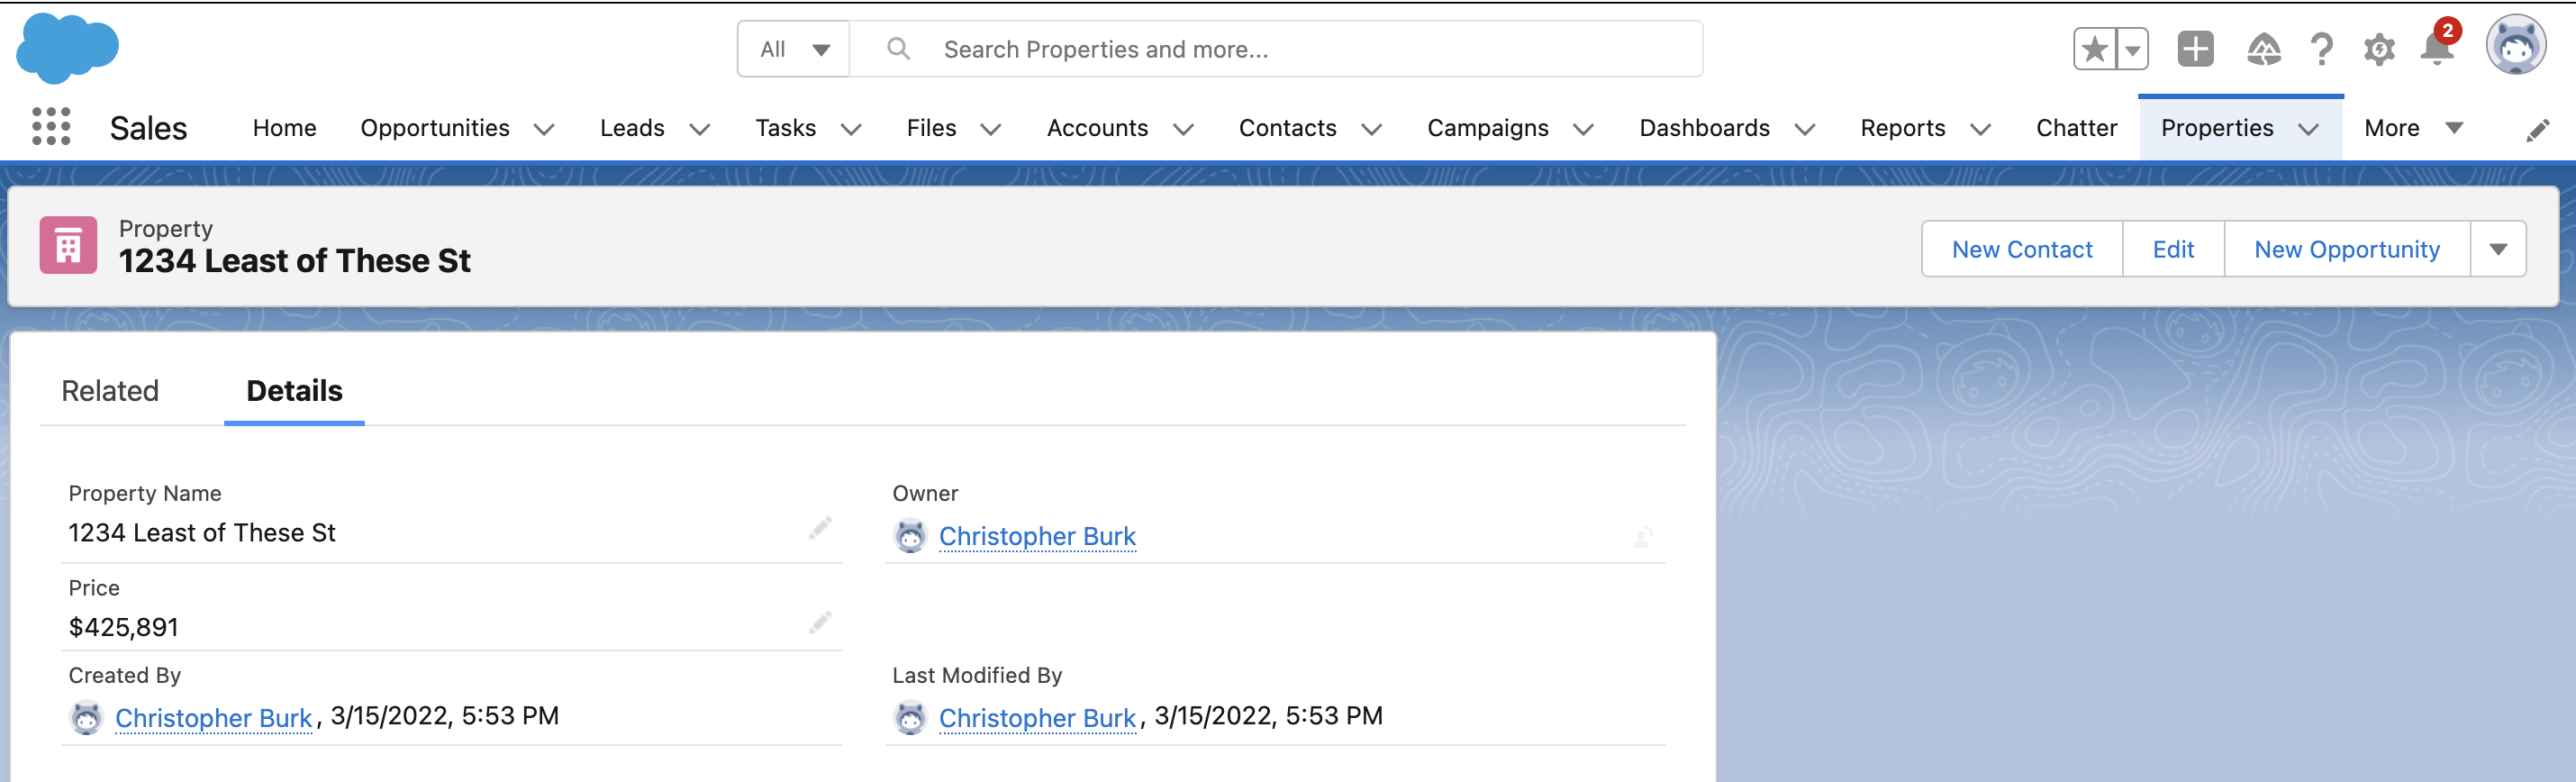 All Search Properties and more... 2
Sales Home Opportunities Leads Tasks Files Accounts Contacts Campaigns Dashboards Reports Chatter Properties More
Property
1234 Least of These St
New Contact Edit New Opportunity
Related Details
Property Name
1234 Least of These St
Owner
Christopher Burk
Price
$425,891
Created By
Christopher Burk, 3/15/2022, 5:53 PM
Last Modified By
Christopher Burk, 3/15/2022, 5:53 PM